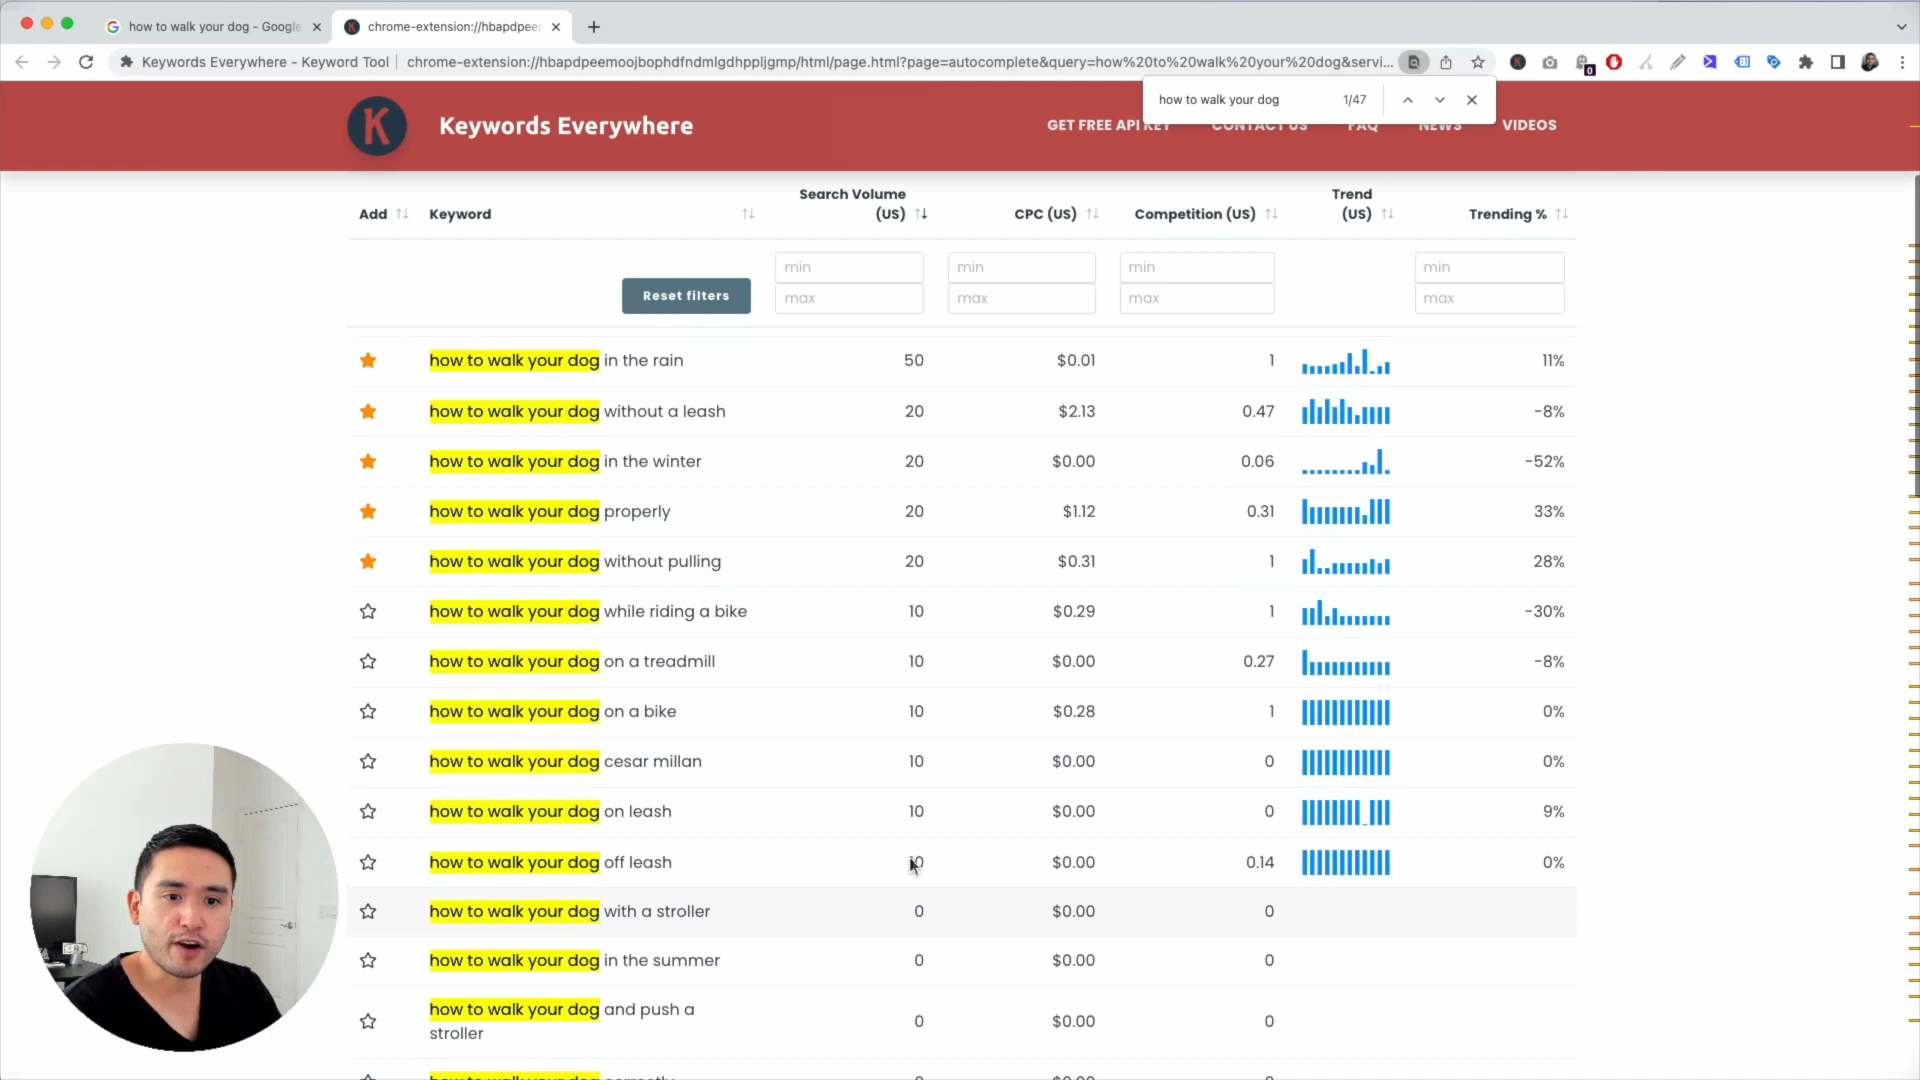 how to walk your dog - Google
chrome-extension://hbapdpee
Keywords Everywhere - Keyword Tool | chrome-extension://hbapdpeemoojbophdfndmlgdhppljgmp/html/page.html?page=autocomplete&query=how%20to%20walk%20your%20dog&servi...
0
how to walk your dog 1/47
K Keywords Everywhere
GET FREE API KEY CONTACT US FAQ NEWS VIDEOS
Search Volume Trend
Add Keyword (US) CPC (US) Competition (US) (US) Trending %
min min min min
Reset filters
max max max max
how to walk your dog in the rain 50 $0.01 1 11%
how to walk your dog without a leash 20 $2.13 0.47 -8%
how to walk your dog in the winter 20 $0.00 0.06 -52%
how to walk your dog properly 20 $1.12 0.31 33%
how to walk your dog without pulling 20 $0.31 1 28%
how to walk your dog while riding a bike 10 $0.29 1 -30%
how to walk your dog on a treadmill 10 $0.00 0.27 -8%
how to walk your dog on a bike 10 $0.28 1 0%
how to walk your dog cesar millan 10 $0.00 0 0%
how to walk your dog on leash 10 $0.00 0 9%
how to walk your dog off leash 10 $0.00 0.14 0%
how to walk your dog with a stroller 0 $0.00 0
how to walk your dog in the summer 0 $0.00 0
how to walk your dog and push a
stroller 0 $0.00 0